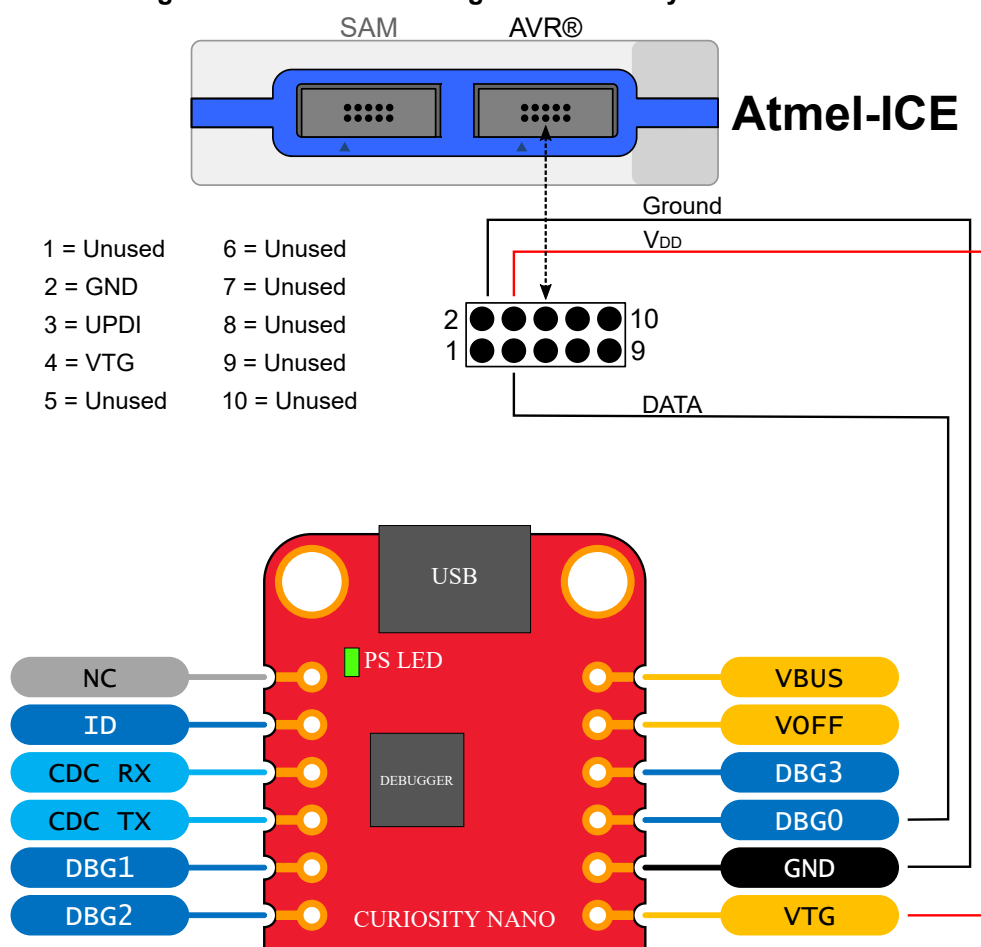 SAM AVR®
Atmel-ICE
Ground
VDD
1 = Unused 6 = Unused
2 = GND 7 = Unused
3 = UPDI 8 = Unused
4 = VTG 9 = Unused
5 = Unused 10 = Unused
2 10
1 9
DATA
USB
PS LED
NC VBUS
ID VOFF
CDC RX DEBUGGER DBG3
CDC TX DBG0
DBG1 GND
DBG2 CURIOSITY NANO VTG